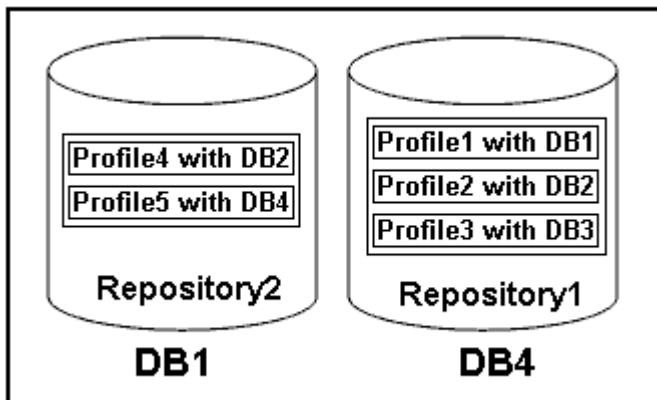 Profile4 with DB2
Profile5 with DB4
Repository2
DB1
Profile1 with DB1
Profile2 with DB2
Profile3 with DB3
Repository1
DB4